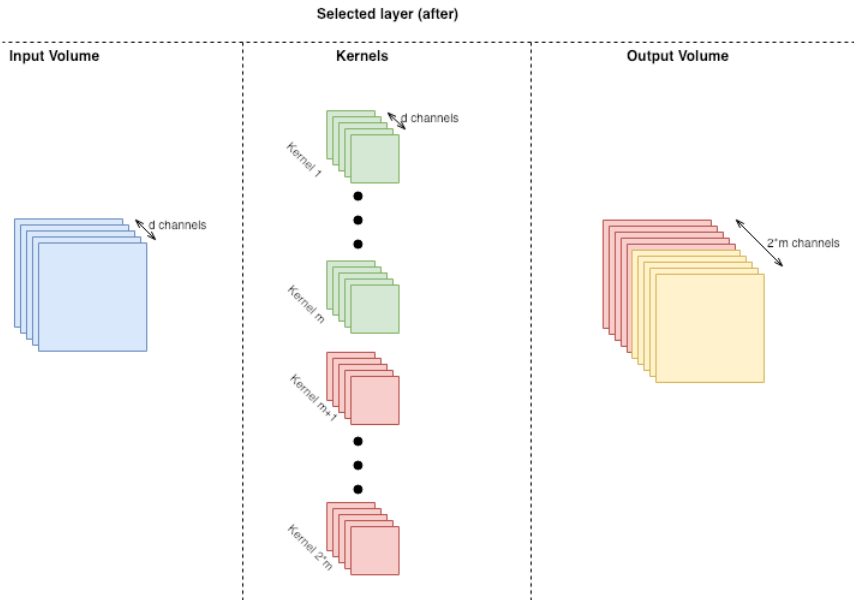 Selected layer (after)
Input Volume
Kernels
Output Volume
d channels
Kernel 1
d channels
2*m channels
Kernel m
Kernel m+1
Kernel 2*m